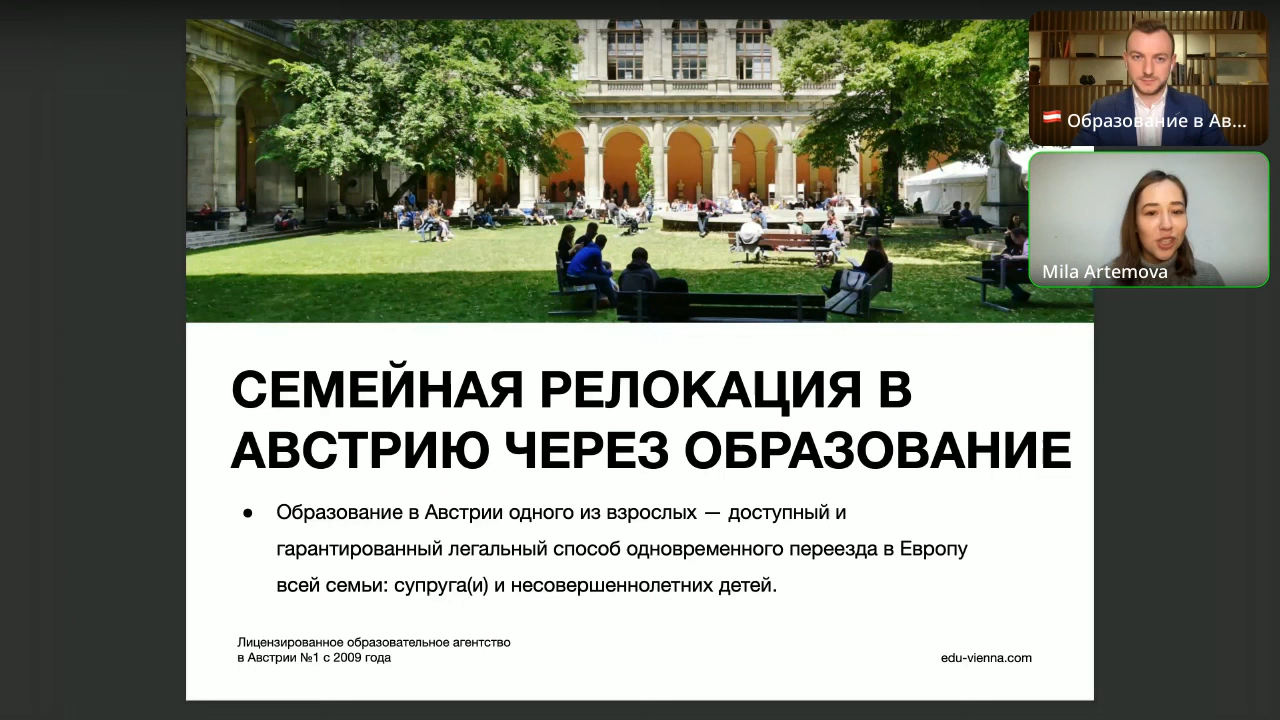 Образование в Ав...
Mila Artemova
СЕМЕЙНАЯ РЕЛОКАЦИЯ В
АВСТРИЮ ЧЕРЕЗ ОБРАЗОВАНИЕ
● Образование в Австрии одного из взрослых — доступный и
гарантированный легальный способ одновременного переезда в Европу
всей семьи: супруга(и) и несовершеннолетних детей.
Лицензированное образовательное агентство
в Австрии №1 с 2009 года
edu-vienna.com